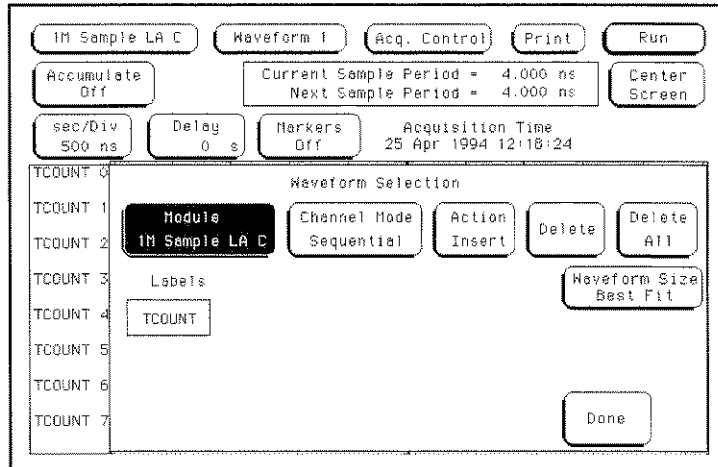 1M Sample LA C Waveform 1 Acq. Control Print Run
Accumulate
Off
Current Sample Period = 4.000 ns
Next Sample Period = 4.000 ns
Center
Screen
sec/Div
500 ns
Delay
0 s
Markers
Off
Acquisition Time
25 Apr 1994 12:18:24
TCOUNT 0
TCOUNT 1
TCOUNT 2
TCOUNT 3
TCOUNT 4
TCOUNT 5
TCOUNT 6
TCOUNT 7
Waveform Selection
Module
1M Sample LA C
Channel Mode
Sequential
Action
Insert
Delete
Delete
All
Labels
TCOUNT
Waveform Size
Best Fit
Done